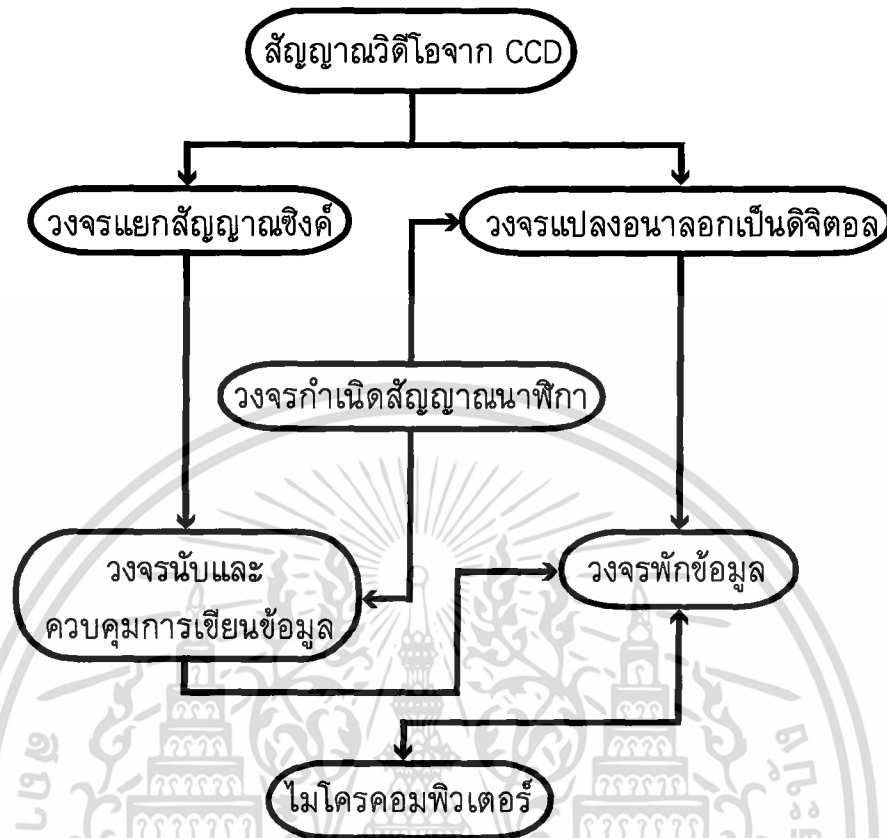 สัญญาณวิดีโอจาก CCD
วงจรแยกสัญญาณซิงค์
วงจรแปลงอนาลอกเป็นดิจิตอล
วงจรกำเนิดสัญญาณนาฬิกา
วงจรนับและ
ควบคุมการเขียนข้อมูล
วงจรพักข้อมูล
ไมโครคอมพิวเตอร์